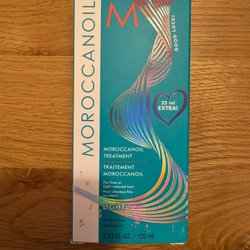 MOROCCANOIL
M
GOOD LUCK!
25 ml
EXTRA!
MOROCCANOIL
TREATMENT
TRAITEMENT
MOROCCANOIL
For fine or
light-colored hair
Pour cheveux fins
ou clairs
LIGHT
4.23 FL.OZ. / 125 ml